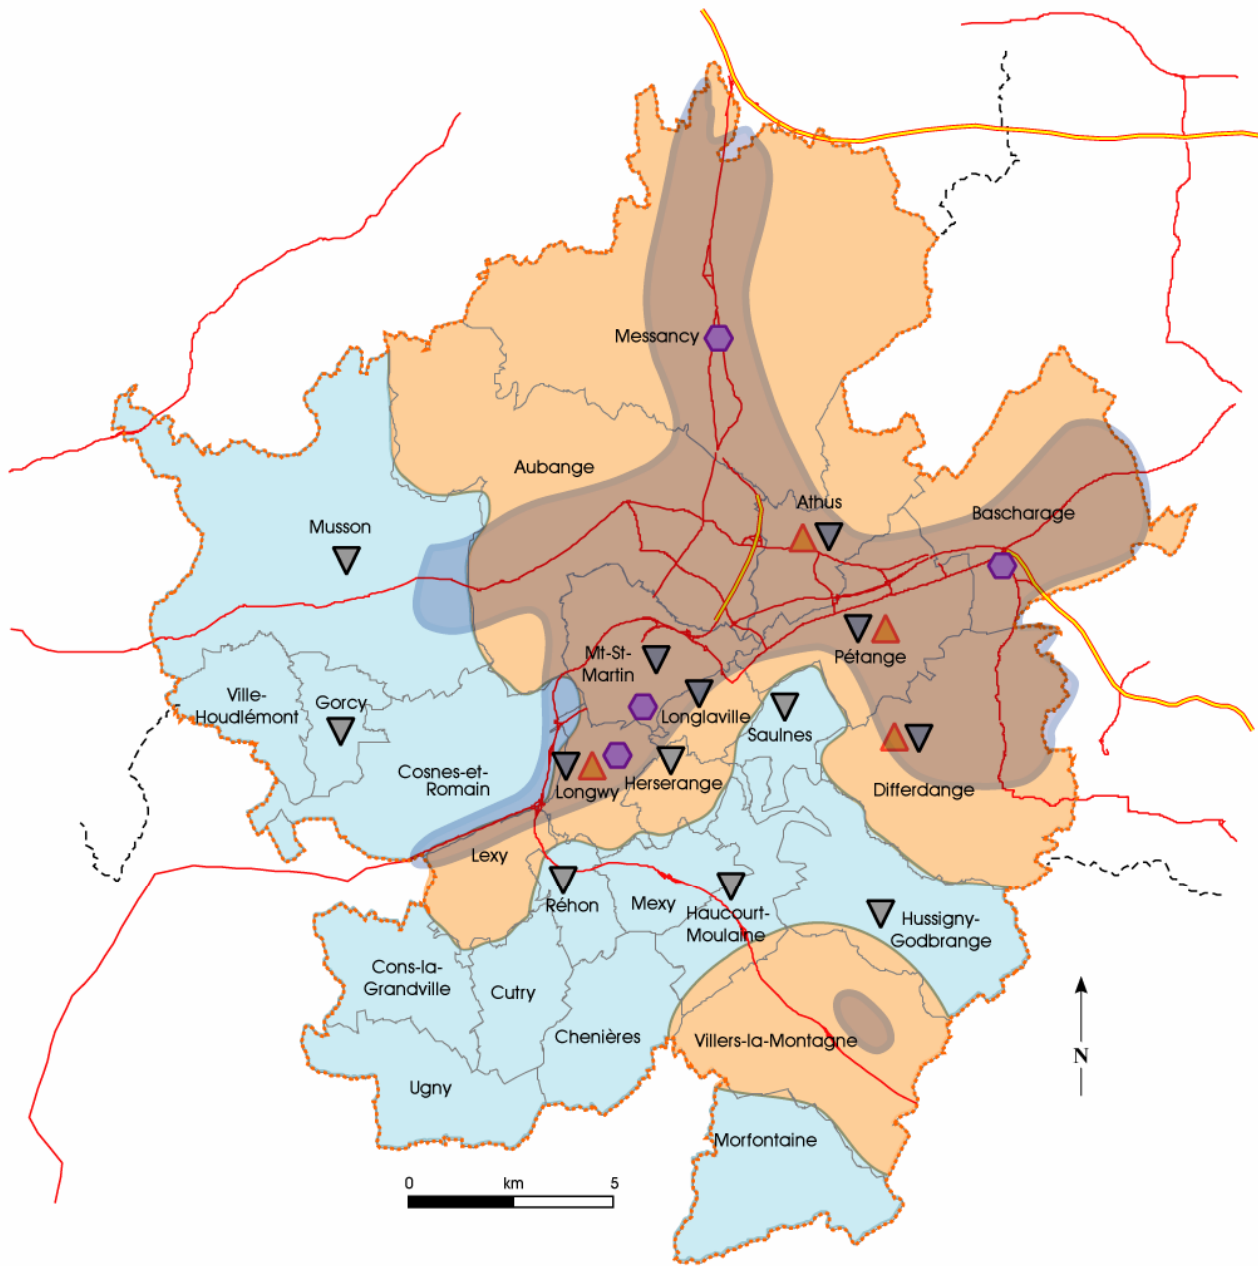 Messancy
Aubange
Athus
Bascharage
Musson
Mt-St-
Martin
Pétange
Ville-
Houdlémont
Gorcy
Longlaville
Saulnes
Cosnes-et-
Romain
Longwy
Herserange
Differdange
Lexy
Réhon
Mexy
Haucourt-
Moulaine
Hussigny-
Godbrange
Cons-la-
Grandville
Cutry
Chenières
Villers-la-Montagne
N
Ugny
Morfontaine
0 km 5